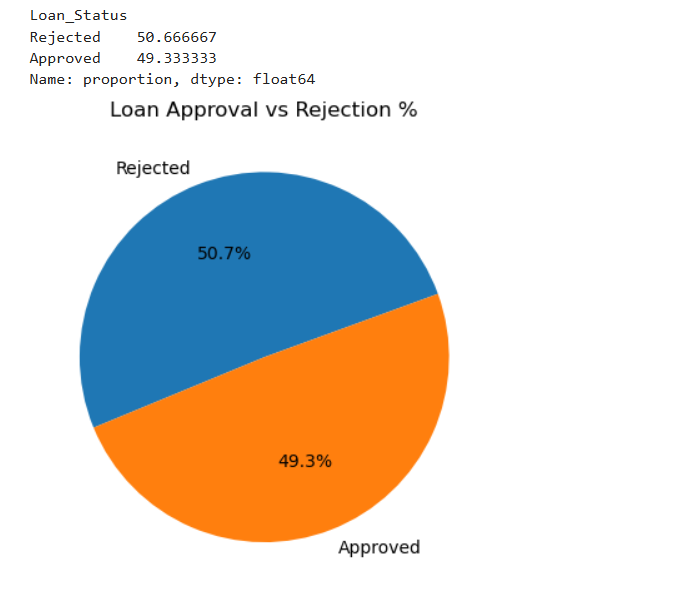 Loan_Status
Rejected    50.666667
Approved    49.333333
Name: proportion, dtype: float64
Loan Approval vs Rejection %
Rejected
50.7%
49.3%
Approved